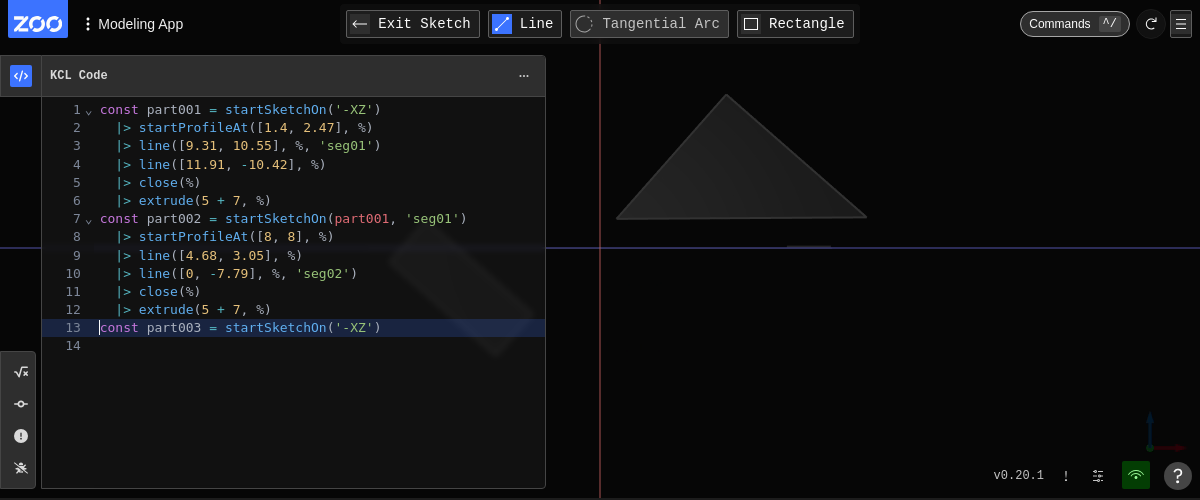 ZOO Modeling App Exit Sketch Line Tangential Arc Rectangle Commands ^/
KCL Code
1 const part001 = startSketchOn('-XZ')
2 |> startProfileAt([1.4, 2.47], %)
3 |> line([9.31, 10.55], %, 'seg01')
4 |> line([11.91, -10.42], %)
5 |> close(%)
6 |> extrude(5 + 7, %)
7 const part002 = startSketchOn(part001, 'seg01')
8 |> startProfileAt([8, 8], %)
9 |> line([4.68, 3.05], %)
10 |> line([0, -7.79], %, 'seg02')
11 |> close(%)
12 |> extrude(5 + 7, %)
13 const part003 = startSketchOn('-XZ')
14
v0.20.1 ! ?